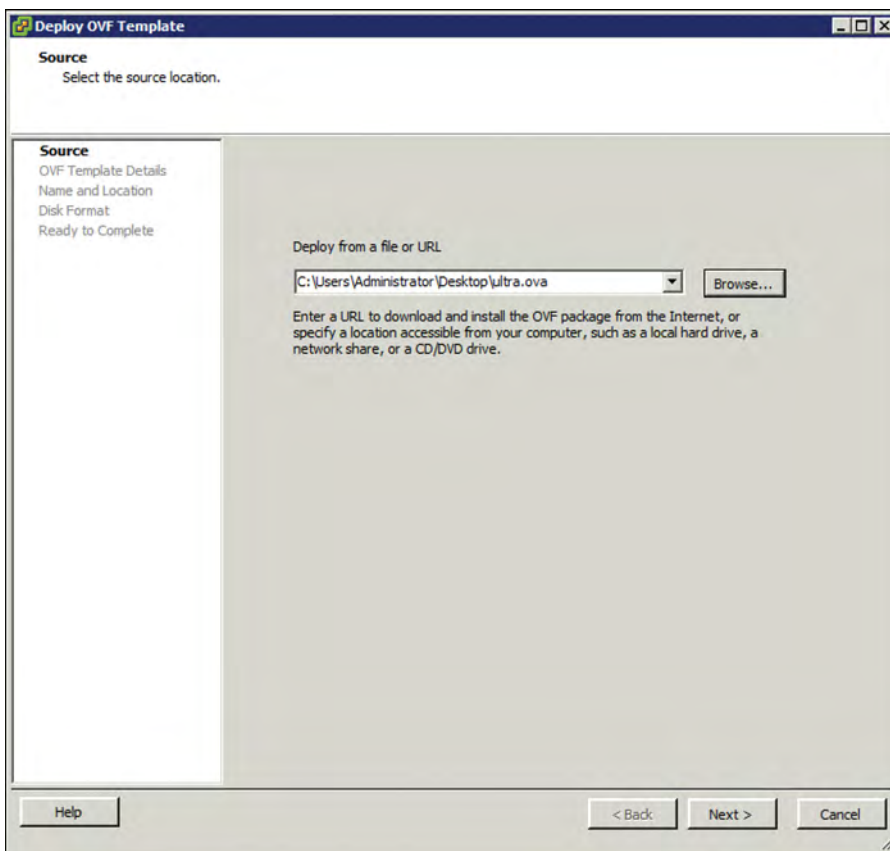 Deploy OVF Template
Source
Select the source location.
Source
OVF Template Details
Name and Location
Disk Format
Ready to Complete
Deploy from a file or URL
C:\Users\Administrator\Desktop\ultra.ova
Browse...
Enter a URL to download and install the OVF package from the Internet, or
specify a location accessible from your computer, such as a local hard drive, a
network share, or a CD/DVD drive.
Help
< Back
Next >
Cancel